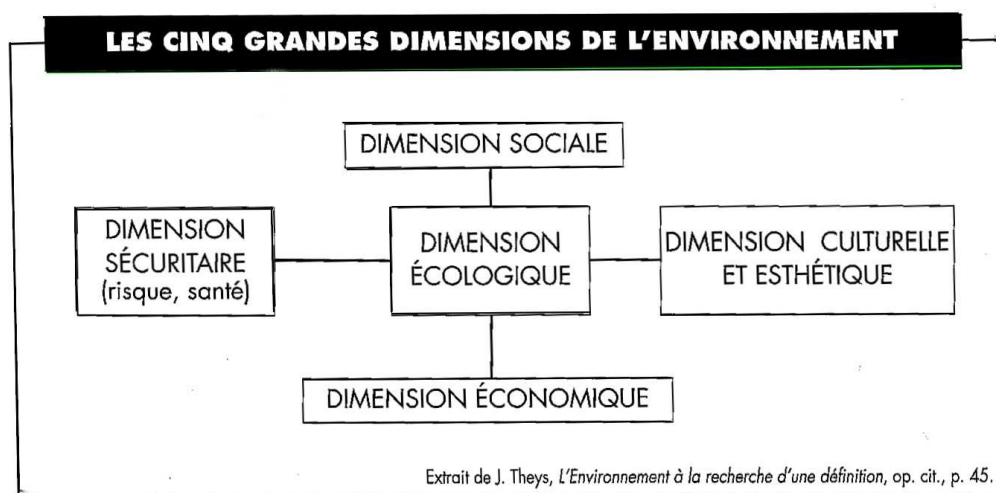 LES CINQ GRANDES DIMENSIONS DE L'ENVIRONNEMENT
DIMENSION SOCIALE
DIMENSION
SÉCURITAIRE
(risque, santé)
DIMENSION
ÉCOLOGIQUE
DIMENSION CULTURELLE
ET ESTHÉTIQUE
DIMENSION ÉCONOMIQUE
Extrait de J. Theys, L'Environnement à la recherche d'une définition, op. cit., p. 45.